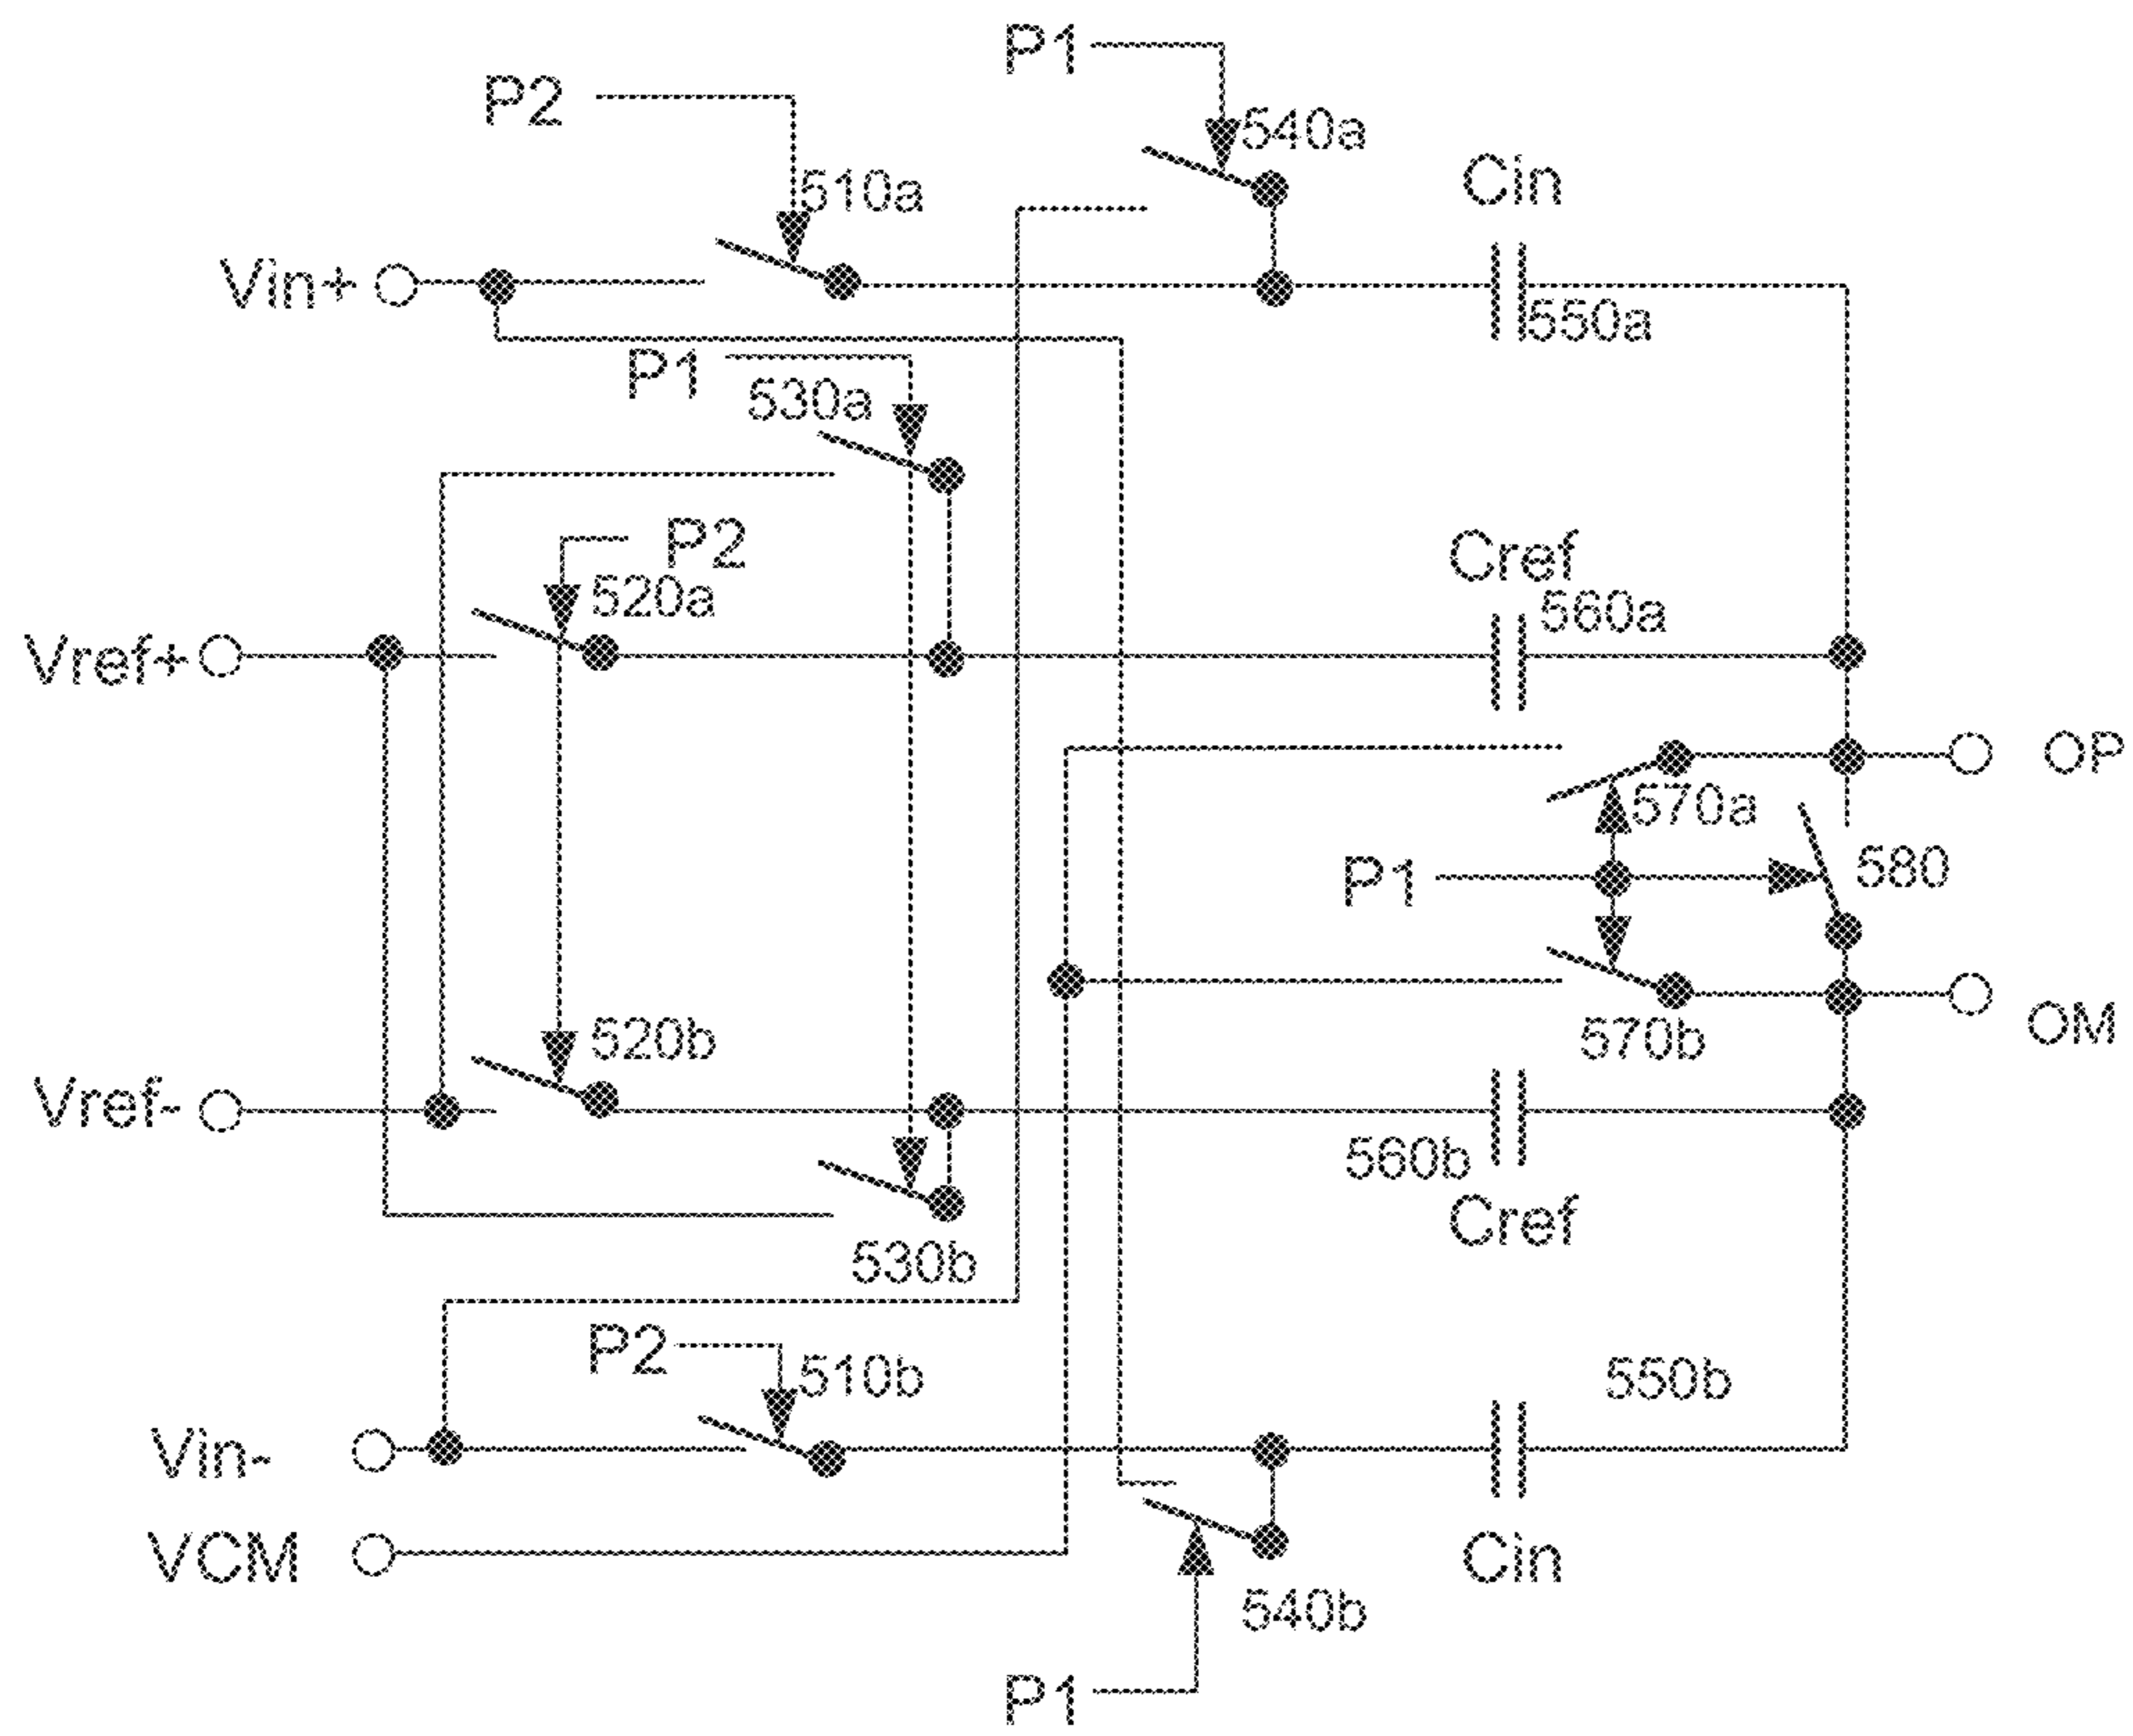 P1
P2
540a
Cin
510a
Vin+
550a
P1
530a
P2
Cref
520a
560a
Vref+
OP
570a
P1
580
OM
520b
570b
Vref-
560b
Cref
530b
P2
510b
550b
Vin-
VCM
Cin
540b
P1